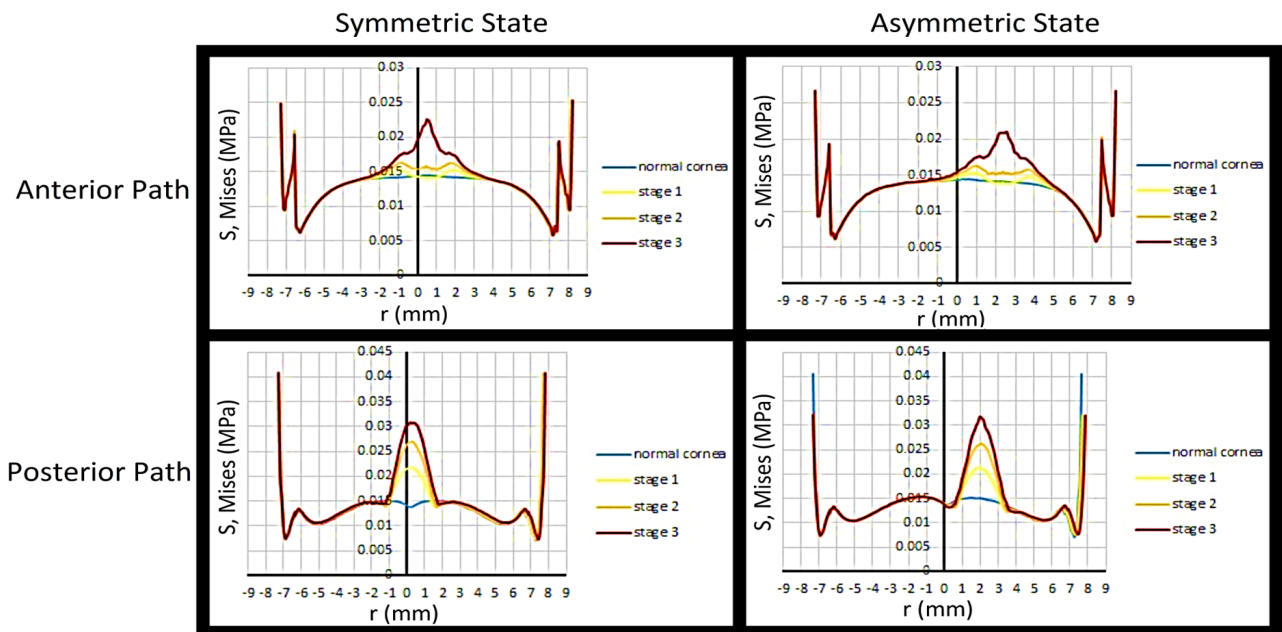 Symmetric State
Asymmetric State
Anterior Path
S, Mises (MPa)
0.03
0.025
0.02
0.015
0.01
0.005
0
-9 -8 -7 -6 -5 -4 -3 -2 -1 0 1 2 3 4 5 6 7 8 9
r (mm)
normal cornea
stage 1
stage 2
stage 3
S, Mises (MPa)
0.03
0.025
0.02
0.015
0.01
0.005
0
-9 -8 -7 -6 -5 -4 -3 -2 -1 0 1 2 3 4 5 6 7 8 9
r (mm)
normal cornea
stage 1
stage 2
stage 3
Posterior Path
S, Mises (MPa)
0.045
0.04
0.035
0.03
0.025
0.02
0.015
0.01
0.005
0
-9 -8 -7 -6 -5 -4 -3 -2 -1 0 1 2 3 4 5 6 7 8 9
r (mm)
normal cornea
stage 1
stage 2
stage 3
S, Mises (MPa)
0.045
0.04
0.035
0.03
0.025
0.02
0.015
0.01
0.005
0
-9 -8 -7 -6 -5 -4 -3 -2 -1 0 1 2 3 4 5 6 7 8 9
r (mm)
normal cornea
stage 1
stage 2
stage 3